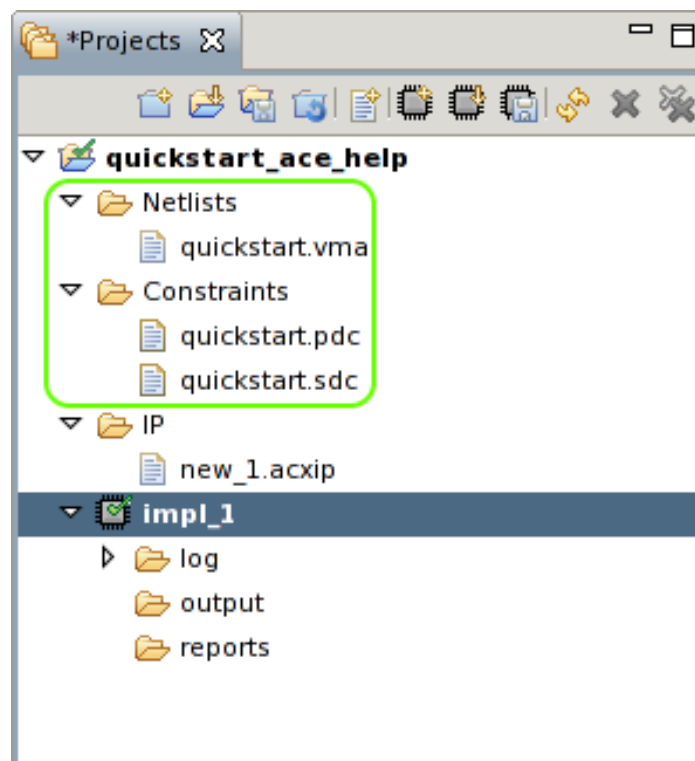 *Projects
quickstart_ace_help
Netlists
quickstart.vma
Constraints
quickstart.pdc
quickstart.sdc
IP
new_1.acxip
impl_1
log
output
reports